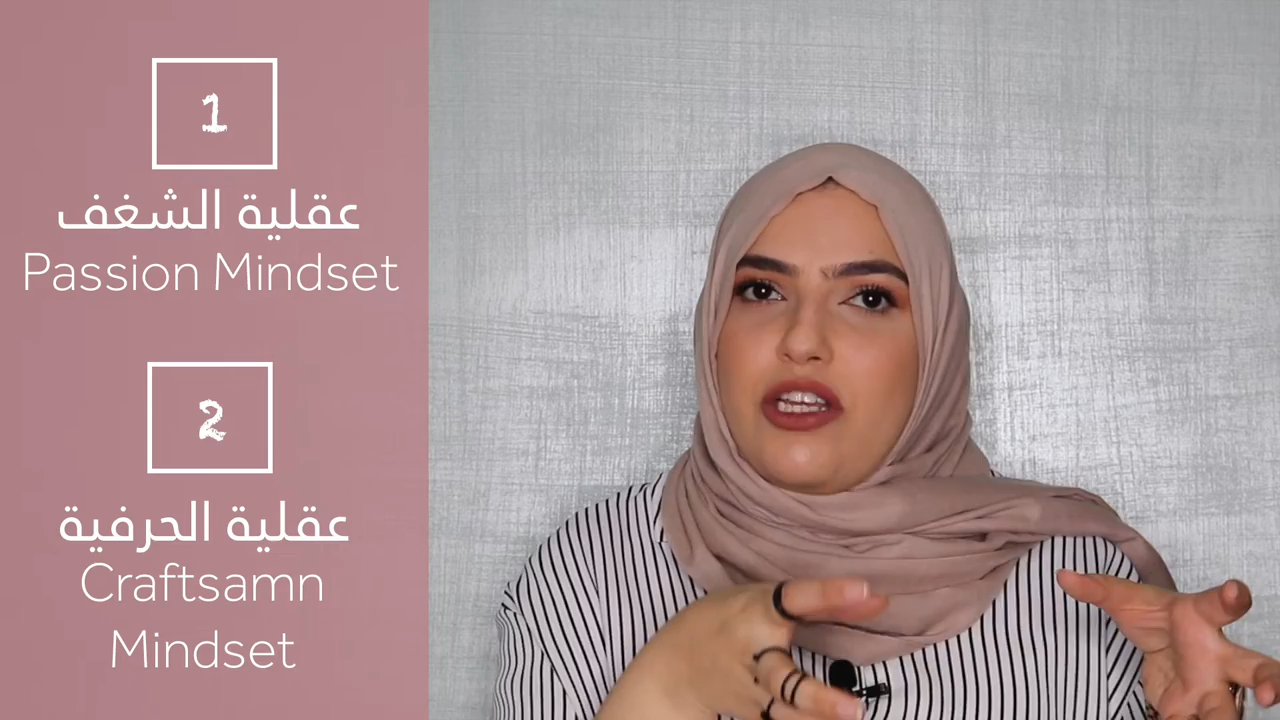 1
عقلية الشغف
Passion Mindset
2
عقلية الحرفية
Craftsamn
Mindset